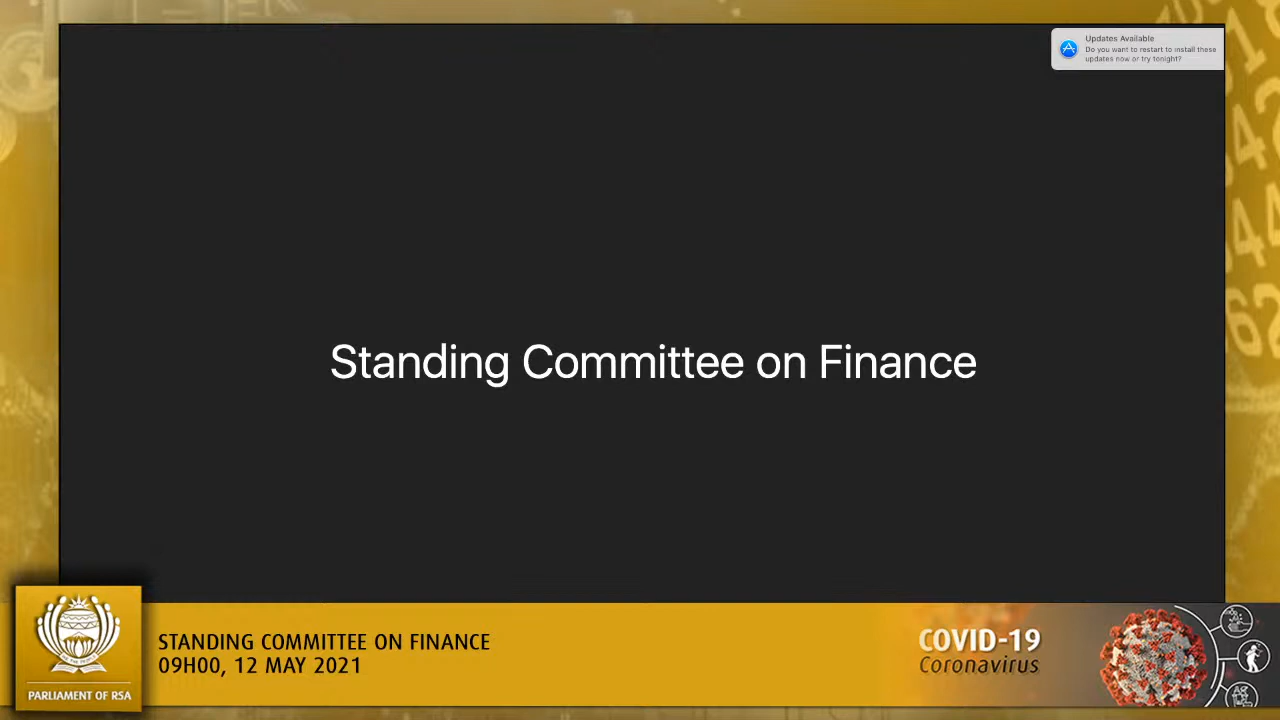 Updates Available
Do you want to restart to install these
updates now or try tonight?
Standing Committee on Finance
STANDING COMMITTEE ON FINANCE
09H00, 12 MAY 2021
PARLIAMENT OF RSA
COVID-19
Coronavirus